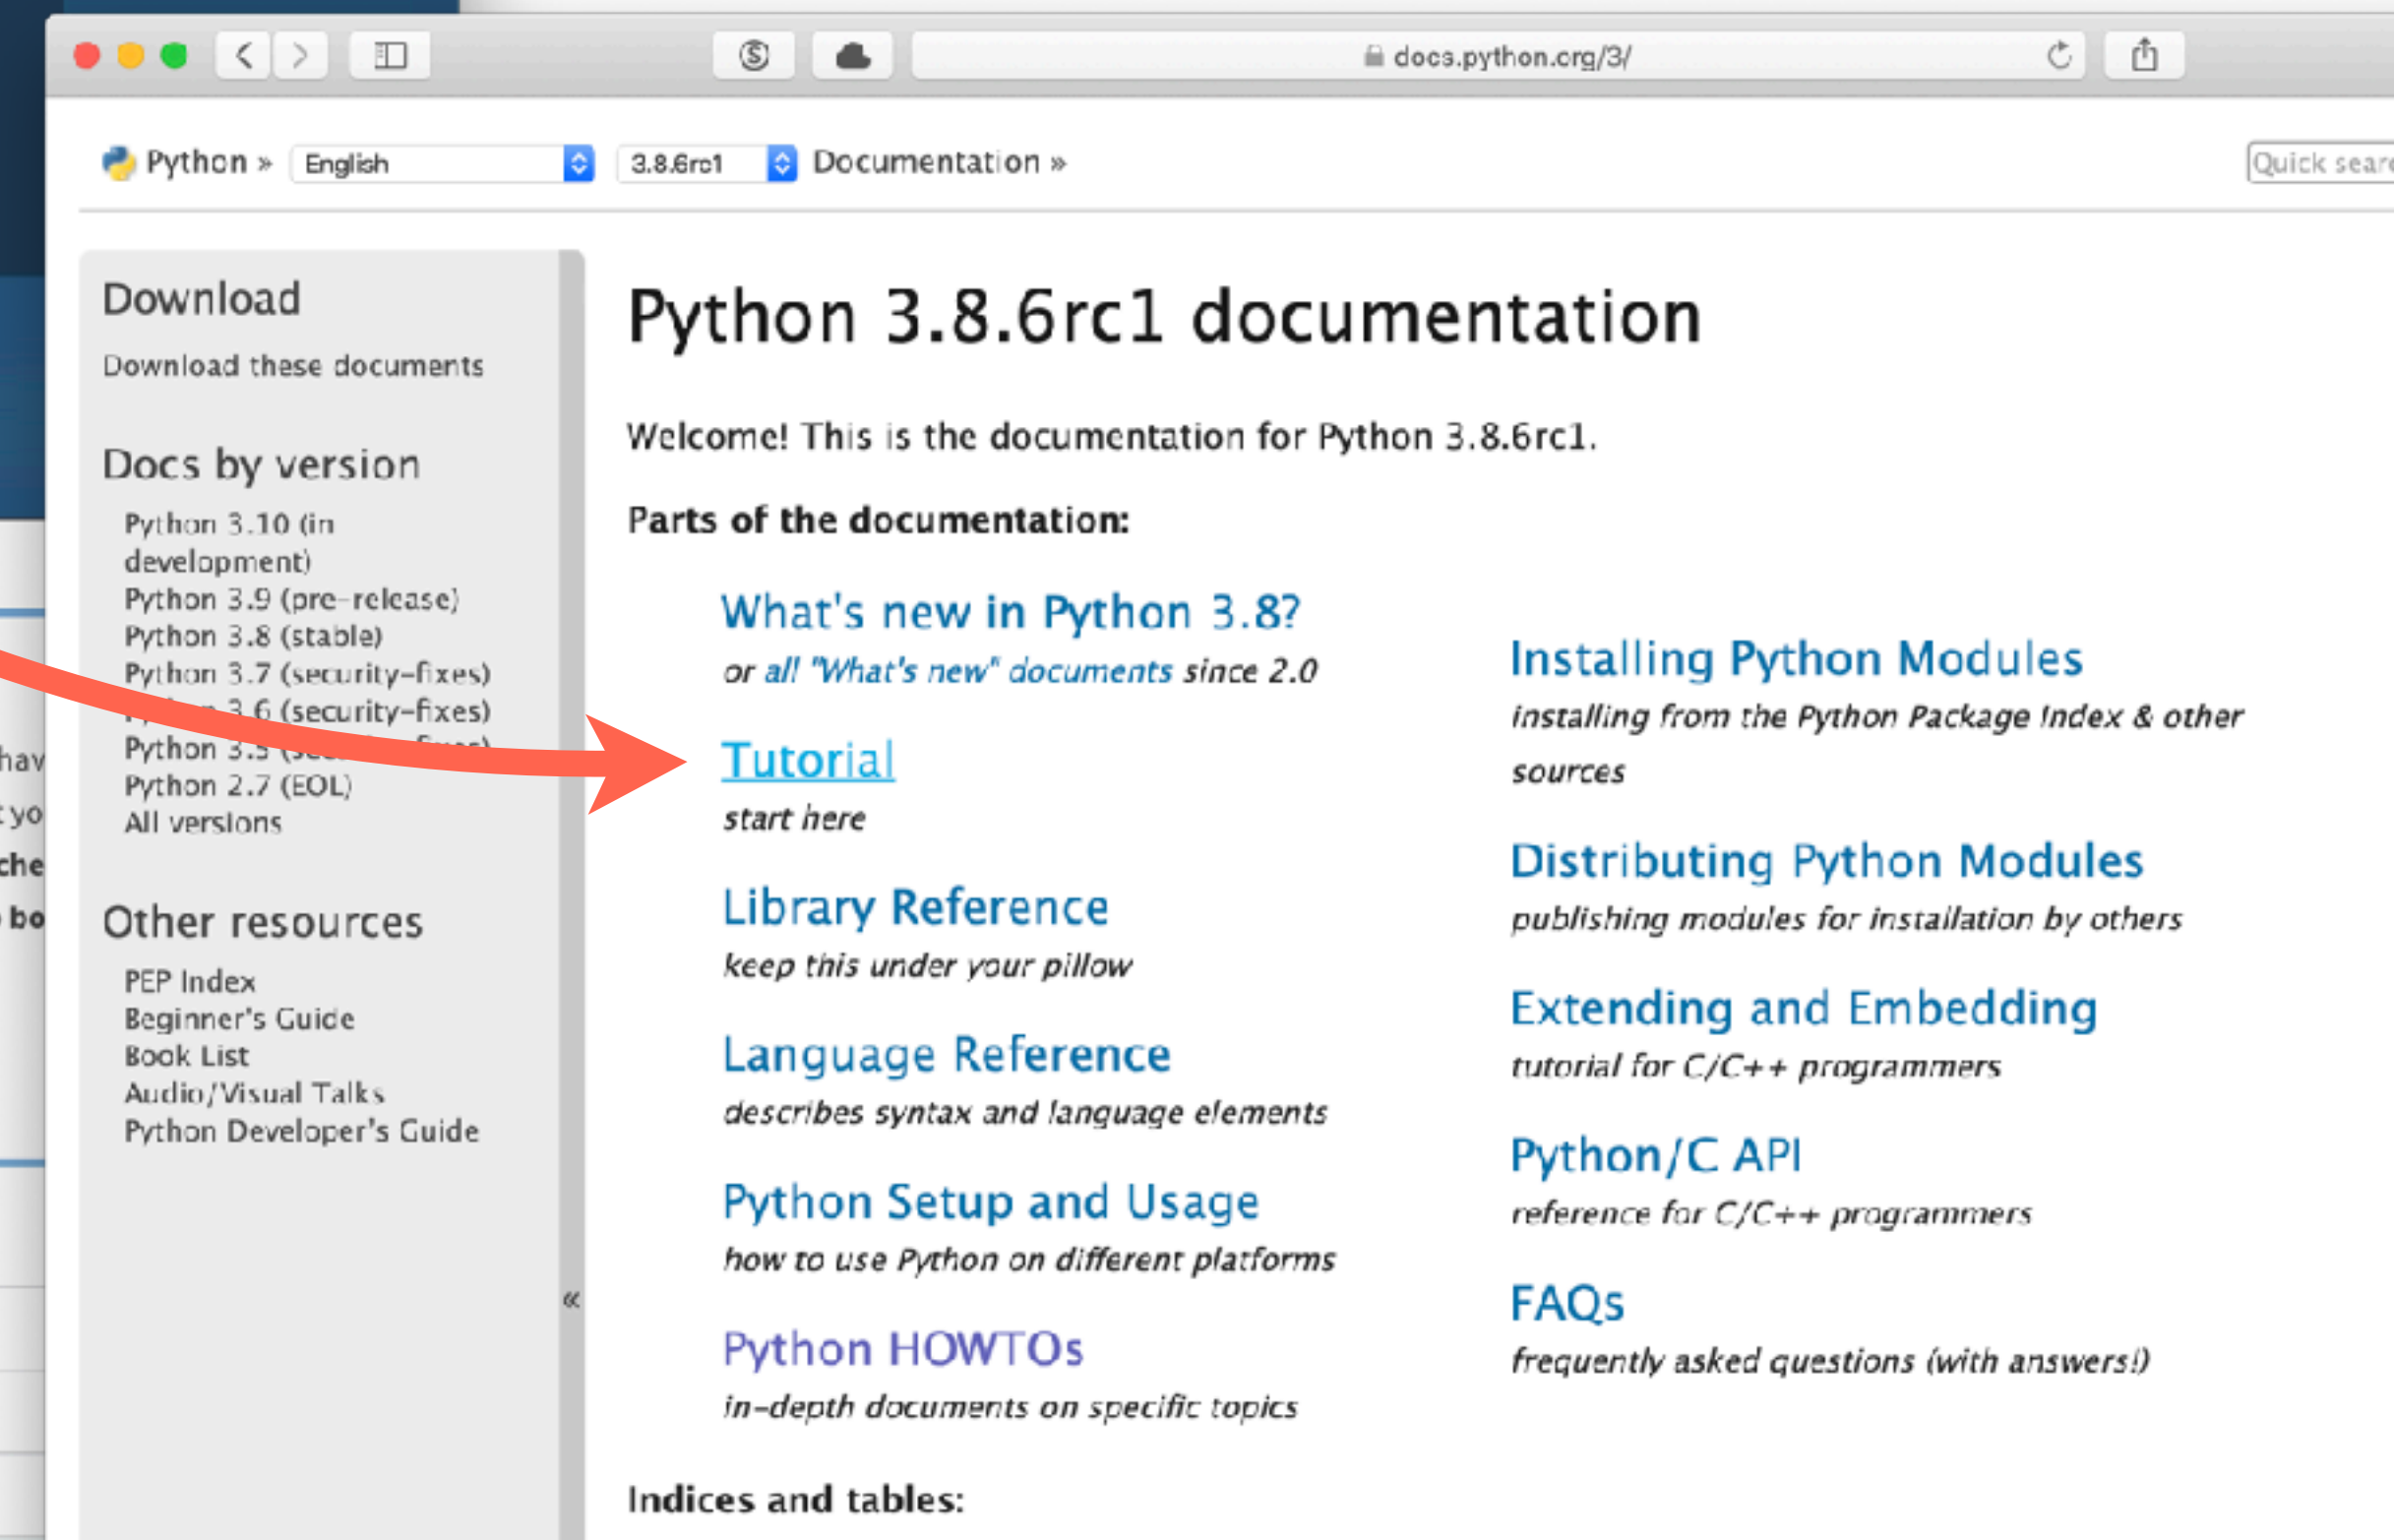 docs.python.org/3/
Python »
English
3.8.6rc1
Documentation »
Quick sear
Download
Download these documents
Docs by version
Python 3.10 (in
development)
Python 3.9 (pre-release)
Python 3.8 (stable)
Python 3.7 (security-fixes)
3.6 (security-fixes)
Python 3.5
Python 2.7 (EOL)
All versions
Other resources
PEP Index
Beginner's Guide
Book List
Audio/Visual Talks
Python Developer's Guide
«
Python 3.8.6rc1 documentation
Welcome! This is the documentation for Python 3.8.6rc1.
Parts of the documentation:
What's new in Python 3.8?
or all "What's new" documents since 2.0
Tutorial
start here
Library Reference
keep this under your pillow
Language Reference
describes syntax and language elements
Python Setup and Usage
how to use Python on different platforms
Python HOWTOs
in-depth documents on specific topics
Installing Python Modules
installing from the Python Package Index & other
sources
Distributing Python Modules
publishing modules for installation by others
Extending and Embedding
tutorial for C/C++ programmers
Python/C API
reference for C/C++ programmers
FAQs
frequently asked questions (with answers!)
Indices and tables:
hav
yo
che
bo